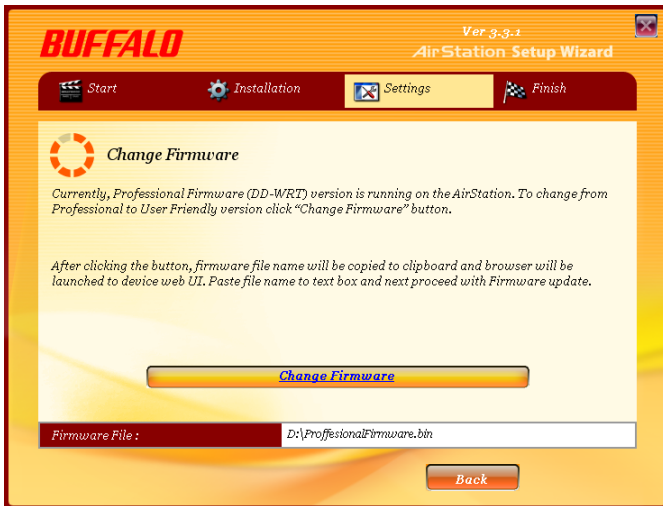 BUFFALO
Ver 3.3.1
AirStation Setup Wizard
Start
Installation
Settings
Finish
Change Firmware
Currently, Professional Firmware (DD-WRT) version is running on the AirStation. To change from
Professional to User Friendly version click “Change Firmware” button.
After clicking the button, firmware file name will be copied to clipboard and browser will be
launched to device web UI. Paste file name to text box and next proceed with Firmware update.
Change Firmware
Firmware File :
D:\ProffesionalFirmware.bin
Back